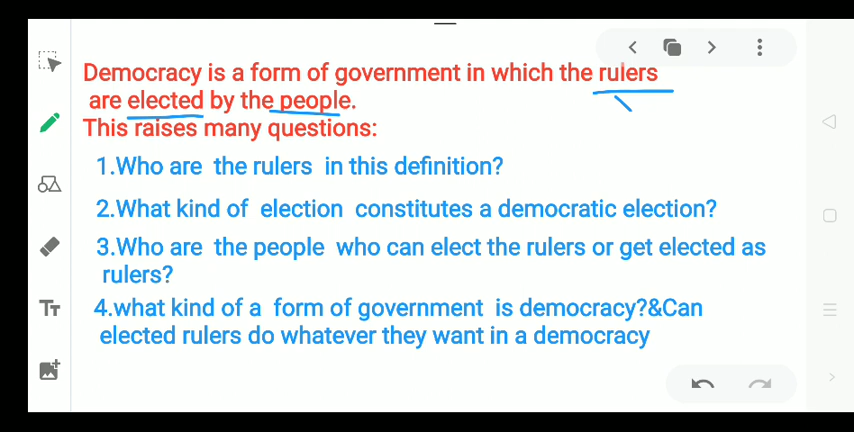 Democracy is a form of government in which the rulers
are elected by the people.
This raises many questions:
1.Who are the rulers in this definition?
2.What kind of election constitutes a democratic election?
3.Who are the people who can elect the rulers or get elected as
rulers?
4.what kind of a form of government is democracy?&Can
elected rulers do whatever they want in a democracy
TT